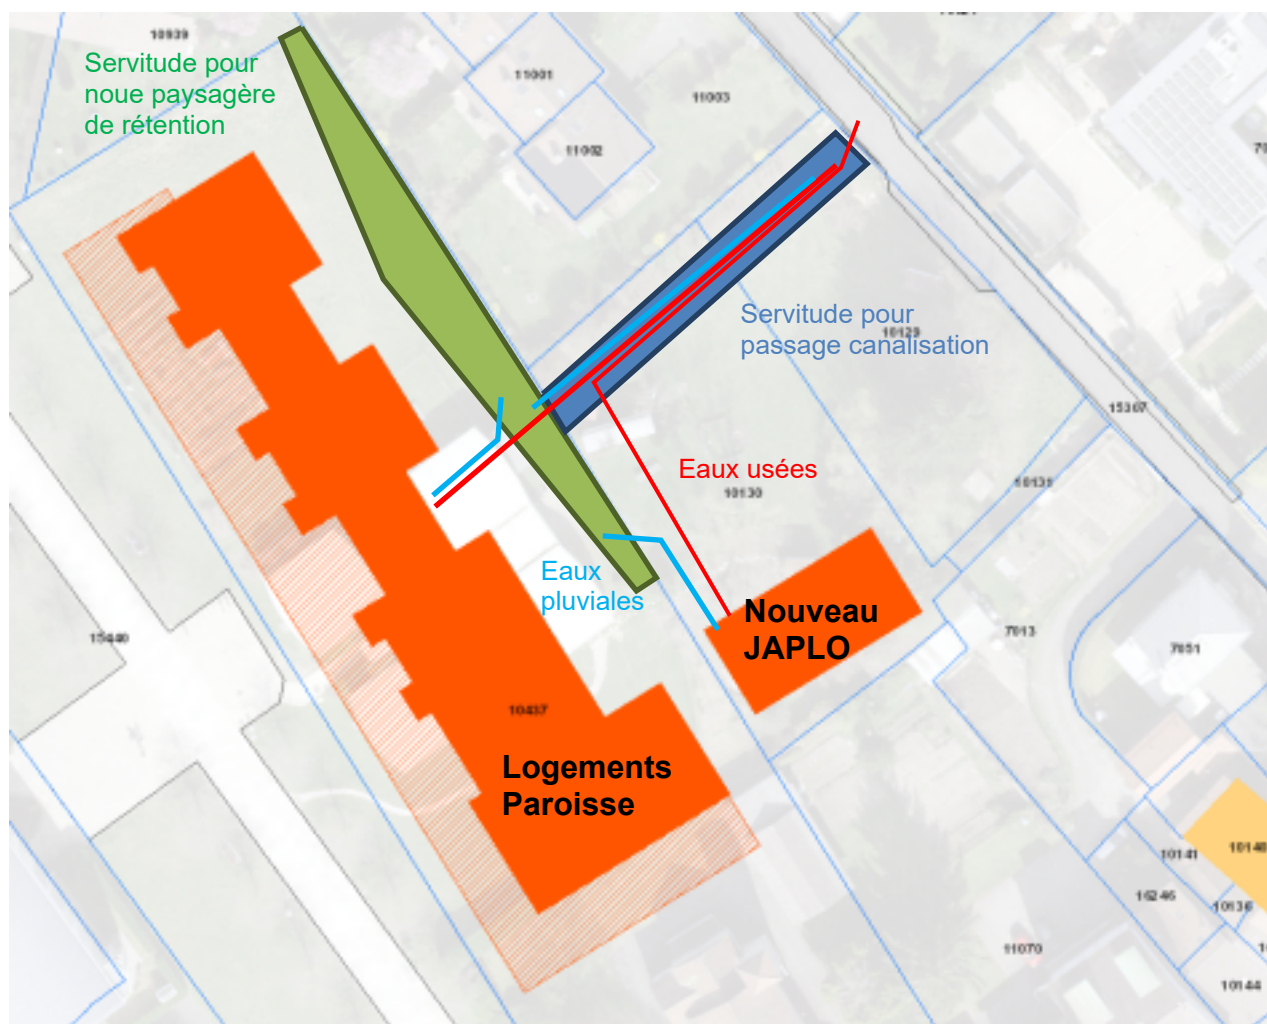 10939
Servitude pour
noue paysagère
de rétention
11001
11003
11002
Servitude pour
passage canalisation
10129
15307
Eaux usées
10130
10131
Eaux
pluviales
Nouveau
JAPLO
7013
7051
15440
10437
Logements
Paroisse
10141
10148
16246
10136
11070
10144